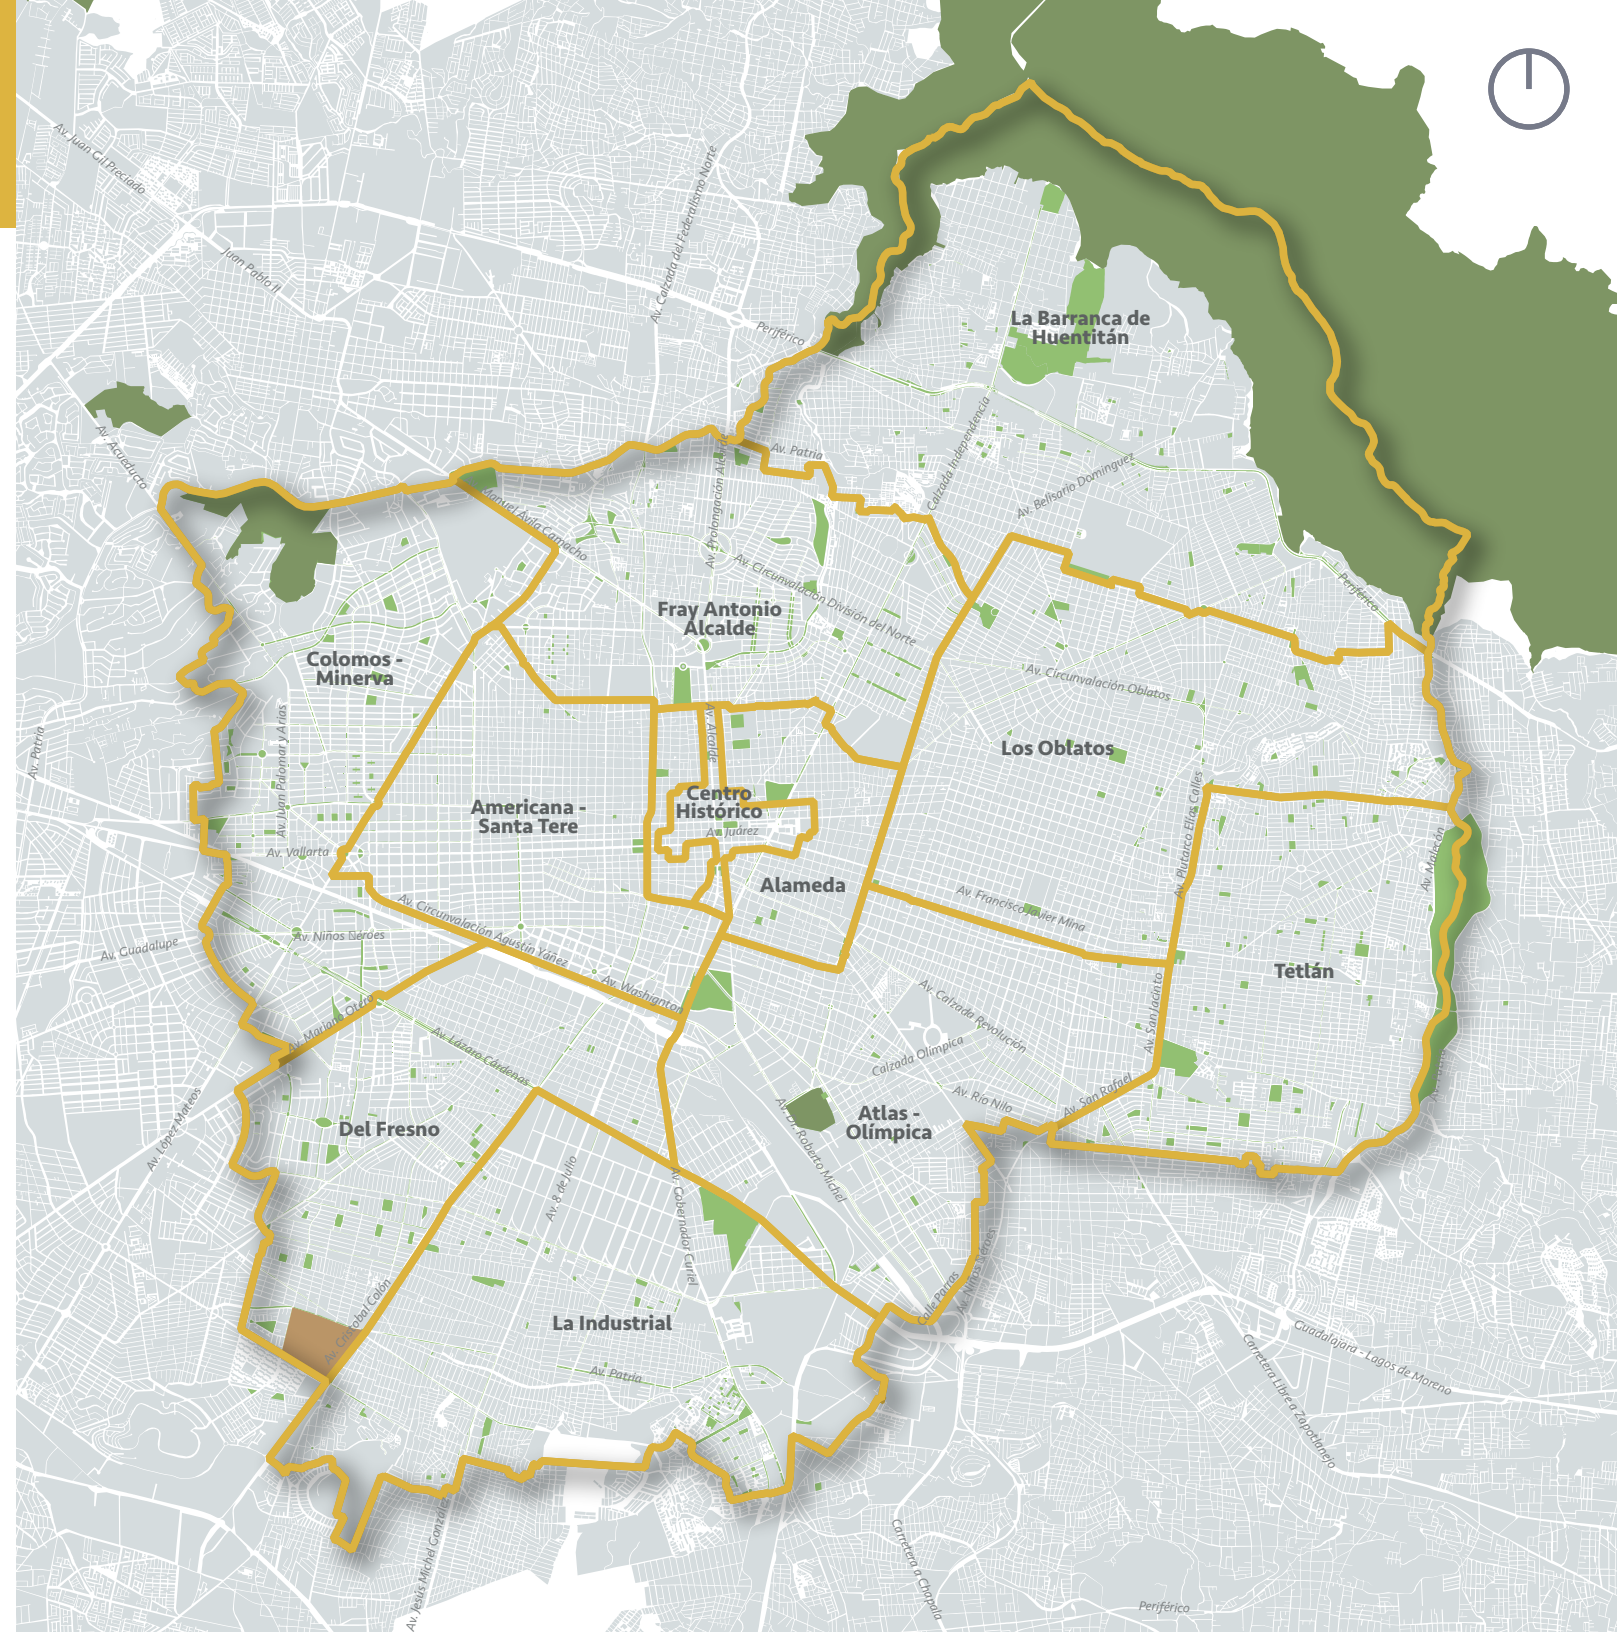 Av. Juan Gil Preciado
Juan Pablo II
Av. Calzada del Federalismo Norte
Periférico
La Barranca de
Huentitán
Av. Acueducto
Manuel Ávila Camacho
Av. Prolongación Alcalde
Av. Patria
Calzada Independencia
Av. Belisario Domínguez
Periférico
Av. Circunvalación División del Norte
Fray Antonio
Alcalde
Colomos -
Minerva
Av. Circunvalación Oblatos
Av. Patria
Av. Juan Palomar y Arias
Av. Alcalde
Los Oblatos
Av. Plutarco Elías Calles
Americana -
Santa Tere
Centro
Histórico
Av. Juárez
Av. Vallarta
Alameda
Av. Malecón
Av. Circunvalación Agustín Yáñez
Av. Francisco Javier Mina
Av. Niños Séroes
Av. Guadalupe
Av. Washignton
Tetlán
Av. Mariano Otero
Av. Lázaro Cárdenas
Av. Calzada Revolución
Calzada Olímpica
Av. San Jacinto
Av. Río Nilo
Av. San Rafael
Av. López Mateos
Del Fresno
Av. Dr. Roberto Michel
Atlas -
Olímpica
Av. 8 de Julio
Av. Gobernador Curiel
Av. Niños Séroes
Calle Parras
Av. Cristobal Colón
La Industrial
Av. Patria
Guadalajara - Lagos de Moreno
Carretera Libre a Zapotlanejo
Av. Jesús Michel González
Carretera a Chapala
Periférico